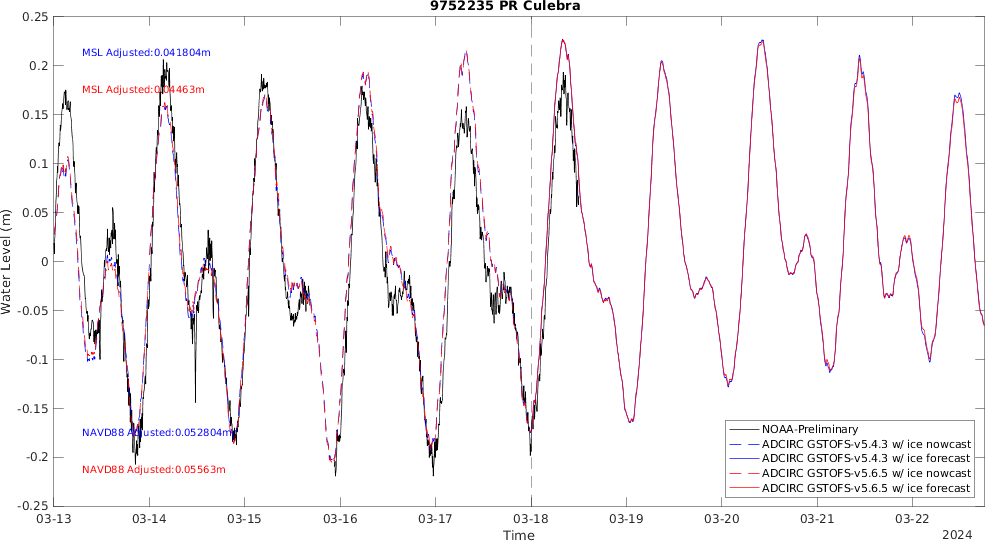 9752235 PR Culebra
0.25
0.2
0.15
0.1
0.05
0
-0.05
-0.1
-0.15
-0.2
-0.25
Water Level (m)
MSL Adjusted:0.041804m
MSL Adjusted:0.04463m
NAVD88 Adjusted:0.052804m
NAVD88 Adjusted:0.05563m
NOAA-Preliminary
ADCIRC GSTOFS-v5.4.3 w/ ice nowcast
ADCIRC GSTOFS-v5.4.3 w/ ice forecast
ADCIRC GSTOFS-v5.6.5 w/ ice nowcast
ADCIRC GSTOFS-v5.6.5 w/ ice forecast
03-13 03-14 03-15 03-16 03-17 03-18 03-19 03-20 03-21 03-22
Time
2024